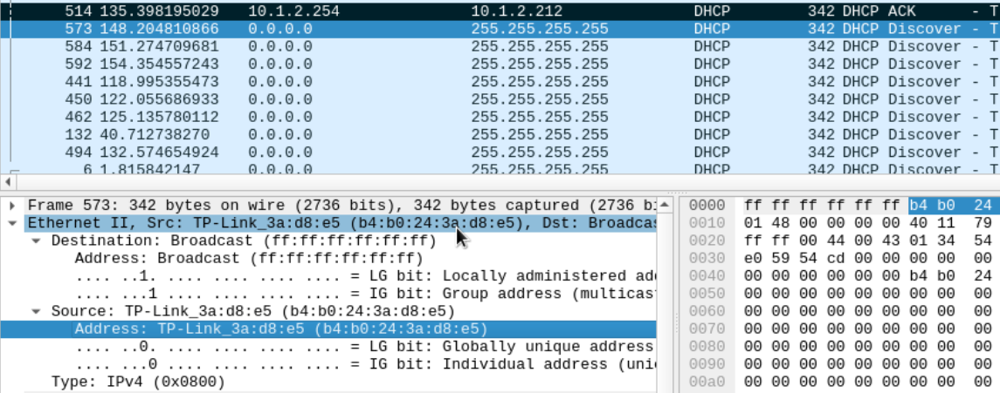 514 135.398195029 10.1.2.254 10.1.2.212 DHCP 342 DHCP ACK - T
573 148.204810866 0.0.0.0 255.255.255.255 DHCP 342 DHCP Discover - T
584 151.274709681 0.0.0.0 255.255.255.255 DHCP 342 DHCP Discover - T
592 154.354557243 0.0.0.0 255.255.255.255 DHCP 342 DHCP Discover - T
441 118.995355473 0.0.0.0 255.255.255.255 DHCP 342 DHCP Discover - T
450 122.055686933 0.0.0.0 255.255.255.255 DHCP 342 DHCP Discover - T
462 125.135780112 0.0.0.0 255.255.255.255 DHCP 342 DHCP Discover - T
132 40.712738270 0.0.0.0 255.255.255.255 DHCP 342 DHCP Discover - T
494 132.574654924 0.0.0.0 255.255.255.255 DHCP 342 DHCP Discover - T
6 1.815842147 0.0.0.0 255.255.255.255 DHCP 342 DHCP Discover - T
Frame 573: 342 bytes on wire (2736 bits), 342 bytes captured (2736 bi
Ethernet II, Src: TP-Link_3a:d8:e5 (b4:b0:24:3a:d8:e5), Dst: Broadcas
Destination: Broadcast (ff:ff:ff:ff:ff:ff)
Address: Broadcast (ff:ff:ff:ff:ff:ff)
.... ..1. .... .... .... .... = LG bit: Locally administered ad
.... ...1 .... .... .... .... = IG bit: Group address (multicas
Source: TP-Link_3a:d8:e5 (b4:b0:24:3a:d8:e5)
Address: TP-Link_3a:d8:e5 (b4:b0:24:3a:d8:e5)
.... ..0. .... .... .... .... = LG bit: Globally unique address
.... ...0 .... .... .... .... = IG bit: Individual address (uni
Type: IPv4 (0x0800)
0000 ff ff ff ff ff ff b4 b0 24
0010 01 48 00 00 00 00 40 11 79
0020 ff ff 00 44 00 43 01 34 54
0030 e0 59 54 cd 00 00 00 00 00
0040 00 00 00 00 00 00 b4 b0 24
0050 00 00 00 00 00 00 00 00 00
0060 00 00 00 00 00 00 00 00 00
0070 00 00 00 00 00 00 00 00 00
0080 00 00 00 00 00 00 00 00 00
0090 00 00 00 00 00 00 00 00 00
00a0 00 00 00 00 00 00 00 00 00